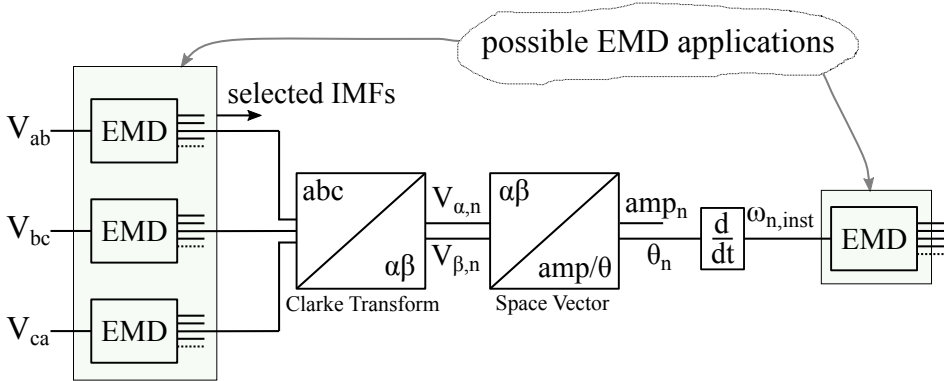 possible EMD applications
selected IMFs
V_ab EMD
V_bc EMD
V_ca EMD
abc
αβ
Clarke Transform
V_α,n
V_β,n
αβ
amp/θ
Space Vector
amp_n
θ_n
d
dt
ω_n,inst
EMD